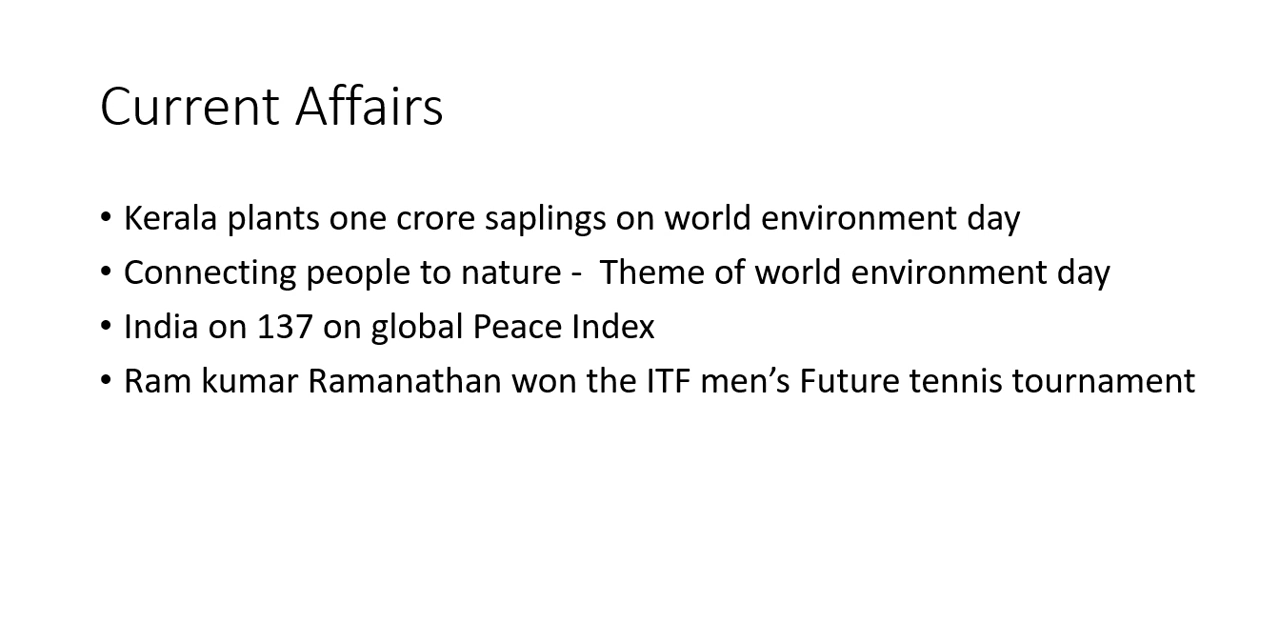 Current Affairs
• Kerala plants one crore saplings on world environment day
• Connecting people to nature -  Theme of world environment day
• India on 137 on global Peace Index
• Ram kumar Ramanathan won the ITF men’s Future tennis tournament